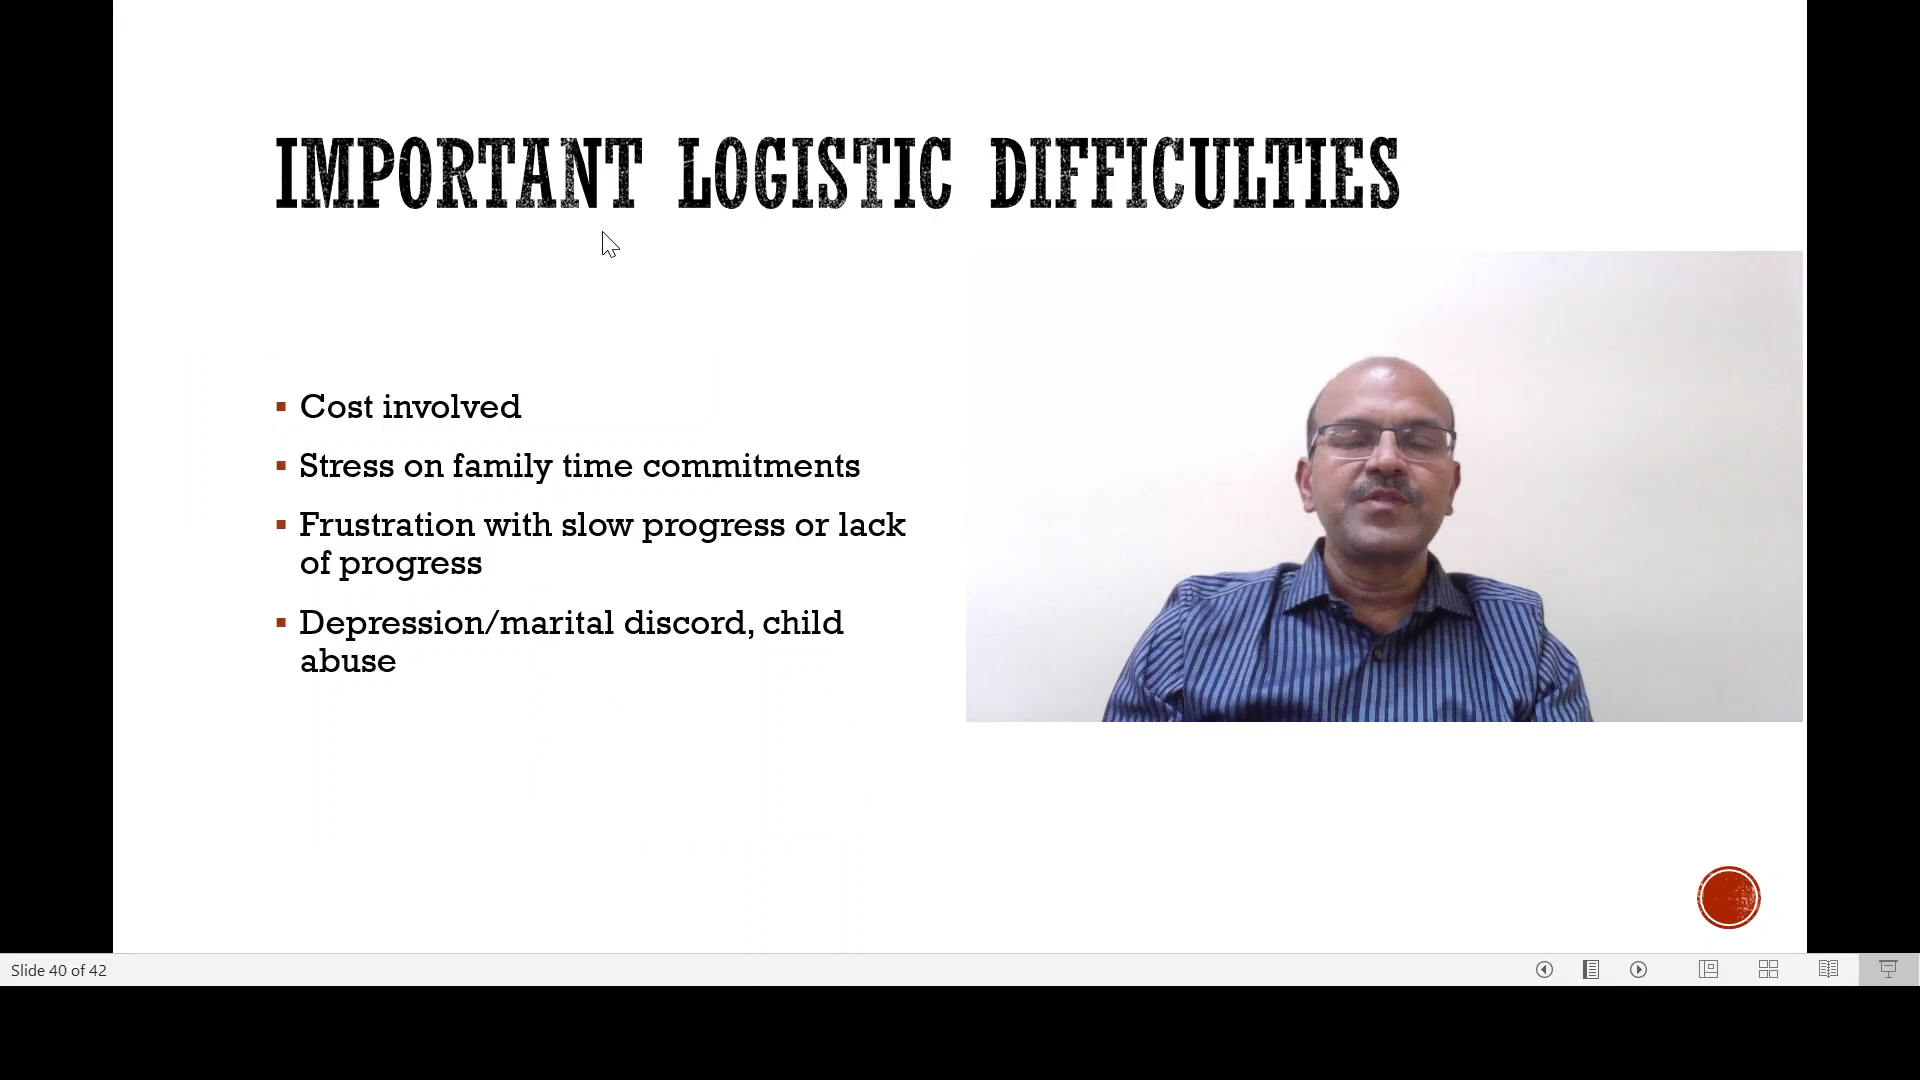 IMPORTANT LOGISTIC DIFFICULTIES
▪ Cost involved
▪ Stress on family time commitments
▪ Frustration with slow progress or lack
of progress
▪ Depression/marital discord, child
abuse
Slide 40 of 42